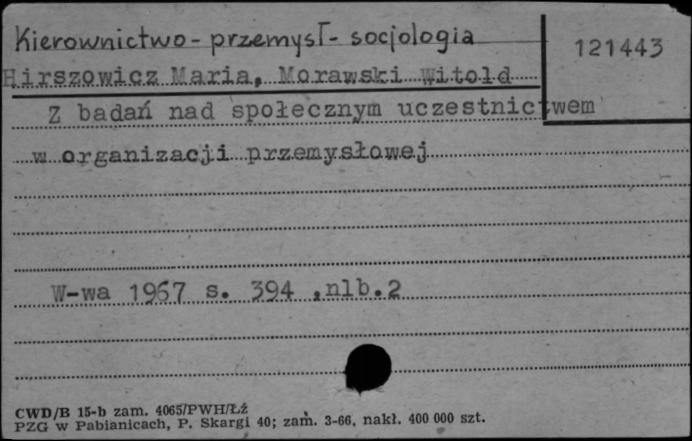 Kierownictwo - przemysł - socjologia
121443
Hirszowicz Maria, Morawski Witold
Z badań nad społecznym uczestnictwem
w organizacji przemysłowej
W-wa 1967 s. 394 ,nlb.2
CWD/B 15-b zam. 4065/PWH/Łź
PZG w Pabianicach, P. Skargi 40; zam. 3-66, nakł. 400 000 szt.